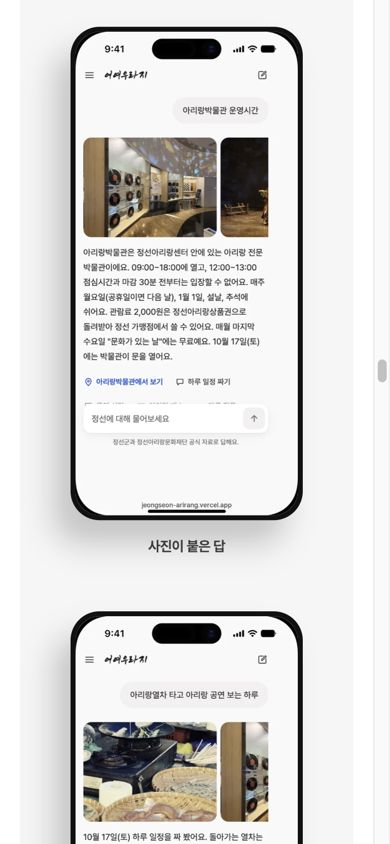 9:41
어여우라지
아리랑박물관 운영시간
아리랑박물관은 정선아리랑센터 안에 있는 아리랑 전문
박물관이에요. 09:00~18:00에 열고, 12:00~13:00
점심시간과 마감 30분 전부터는 입장할 수 없어요. 매주
월요일(공휴일이면 다음 날), 1월 1일, 설날, 추석에
쉬어요. 관람료 2,000원은 정선아리랑상품권으로
돌려받아 정선 가맹점에서 쓸 수 있어요. 매월 마지막
수요일 "문화가 있는 날"에는 무료예요. 10월 17일(토)
에는 박물관이 문을 열어요.
아리랑박물관에서 보기 하루 일정 짜기
정선에 대해 물어보세요
정선군과 정선아리랑문화재단 공식 자료로 답해요.
jeongseon-arirang.vercel.app
사진이 붙은 답
9:41
어여우라지
아리랑열차 타고 아리랑 공연 보는 하루
10월 17일(토) 하루 일정을 짜 봤어요. 돌아가는 열차는